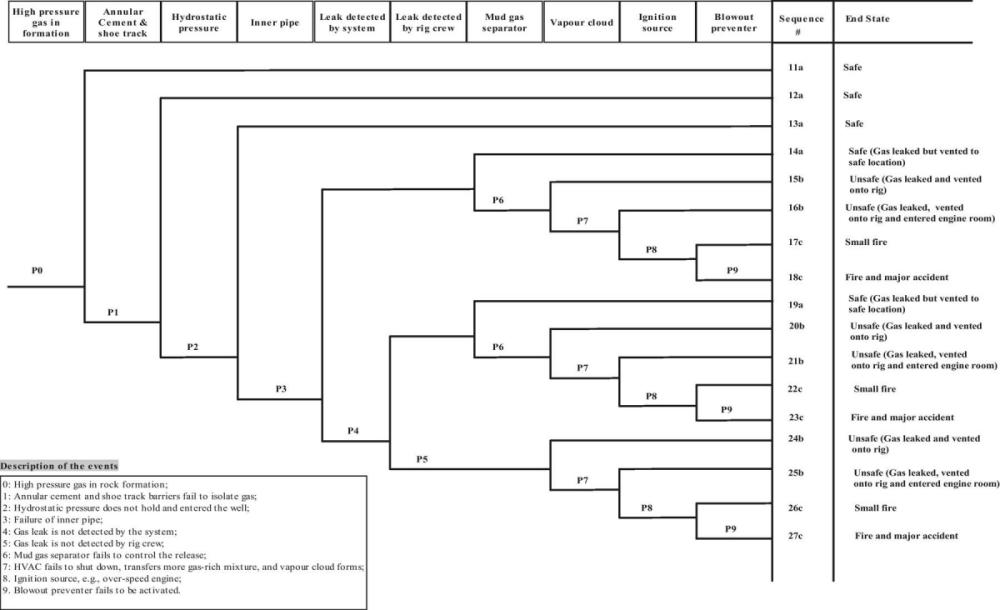 High pressure gas in formation
Annular Cement & shoe track
Hydrostatic pressure
Inner pipe
Leak detected by system
Leak detected by rig crew
Mud gas separator
Vapour cloud
Ignition source
Blowout preventer
Sequence #
End State
11a Safe
12a Safe
13a Safe
14a Safe (Gas leaked but vented to
safe location)
15b Unsafe (Gas leaked and vented
onto rig)
P6
16b Unsafe (Gas leaked, vented
onto rig and entered engine room)
P7
17c Small fire
P8
P9
18c Fire and major accident
P0
19a Safe (Gas leaked but vented to
safe location)
P1
20b Unsafe (Gas leaked and vented
onto rig)
P2
P6
21b Unsafe (Gas leaked, vented
onto rig and entered engine room)
P7
P3
22c Small fire
P8
P9
23c Fire and major accident
P4
24b Unsafe (Gas leaked and vented
onto rig)
P5
25b Unsafe (Gas leaked, vented
onto rig and entered engine room)
P7
26c Small fire
P8
P9
27c Fire and major accident
Description of the events
0: High pressure gas in rock formation;
1: Annular cement and shoe track barriers fail to isolate gas;
2: Hydrostatic pressure does not hold and entered the well;
3: Failure of inner pipe;
4: Gas leak is not detected by the system;
5: Gas leak is not detected by rig crew;
6: Mud gas separator fails to control the release;
7: HVAC fails to shut down, transfers more gas-rich mixture, and vapour cloud forms;
8. Ignition source, e.g., over-speed engine;
9. Blowout preventer fails to be activated.